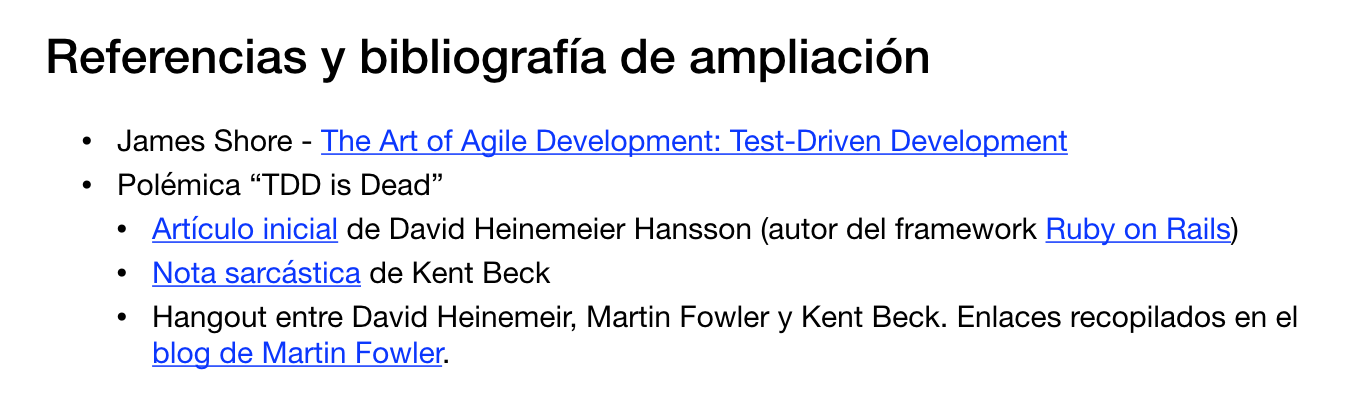 Referencias y bibliografía de ampliación
• James Shore - The Art of Agile Development: Test-Driven Development
• Polémica “TDD is Dead”
• Artículo inicial de David Heinemeier Hansson (autor del framework Ruby on Rails)
• Nota sarcástica de Kent Beck
• Hangout entre David Heinemeir, Martin Fowler y Kent Beck. Enlaces recopilados en el
blog de Martin Fowler.